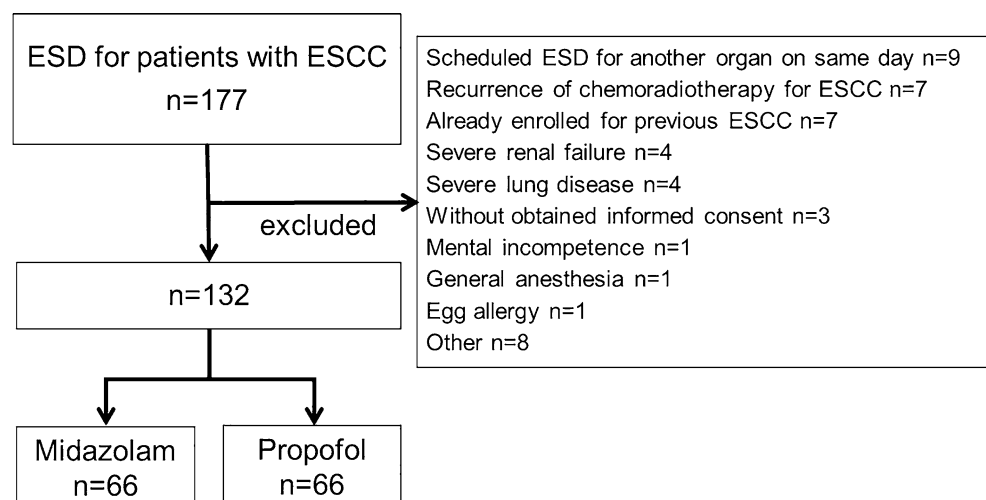 ESD for patients with ESCC
n=177
Scheduled ESD for another organ on same day n=9
Recurrence of chemoradiotherapy for ESCC n=7
Already enrolled for previous ESCC n=7
Severe renal failure n=4
Severe lung disease n=4
Without obtained informed consent n=3
Mental incompetence n=1
General anesthesia n=1
Egg allergy n=1
Other n=8
excluded
n=132
Midazolam
n=66
Propofol
n=66